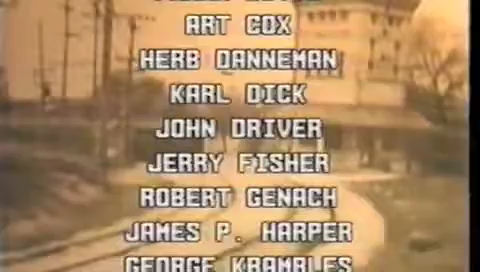 ART COX
HERB DANNEMAN
KARL DICK
JOHN DRIVER
JERRY FISHER
ROBERT GENACH
JAMES P. HARPER
GEORGE KRAMBLES